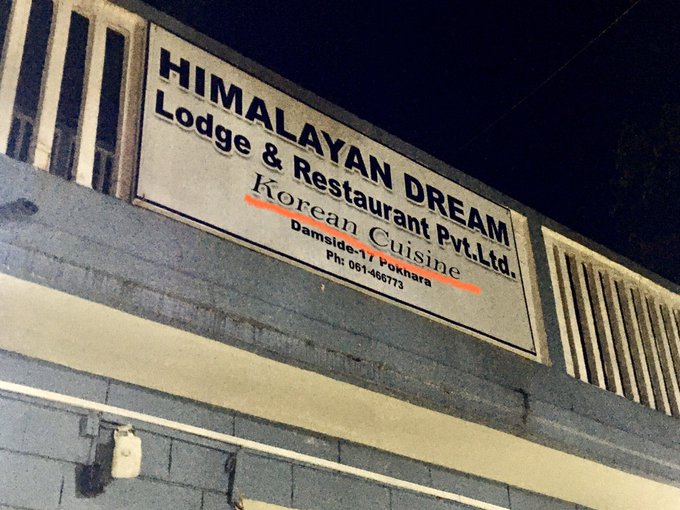 HIMALAYAN DREAM
Lodge & Restaurant Pvt.Ltd.
Korean Cuisine
Damside-17 Pokhara
Ph: 061-466773